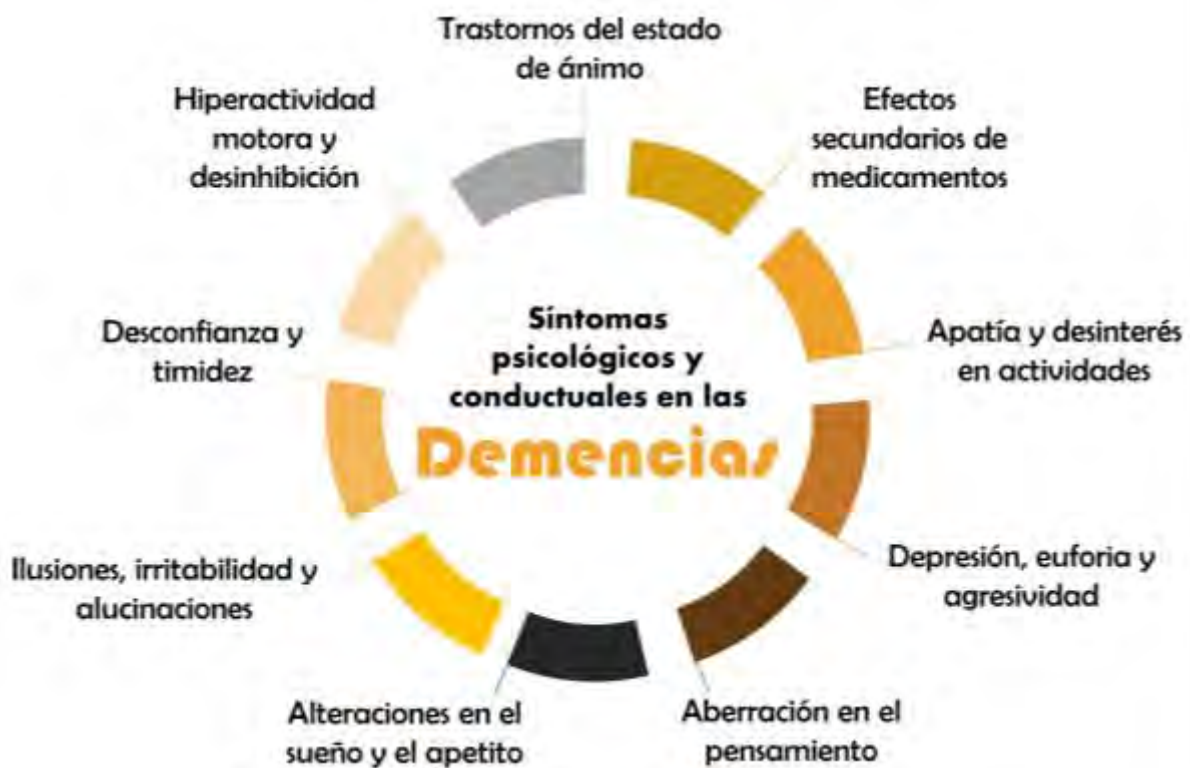 Trastornos del estado
de ánimo
Efectos
secundarios de
medicamentos
Apatía y desinterés
en actividades
Depresión, euforia y
agresividad
Aberración en el
pensamiento
Alteraciones en el
sueño y el apetito
Ilusiones, irritabilidad y
alucinaciones
Desconfianza y
timidez
Hiperactividad
motora y
desinhibición
Síntomas
psicológicos y
conductuales en las
Demencias